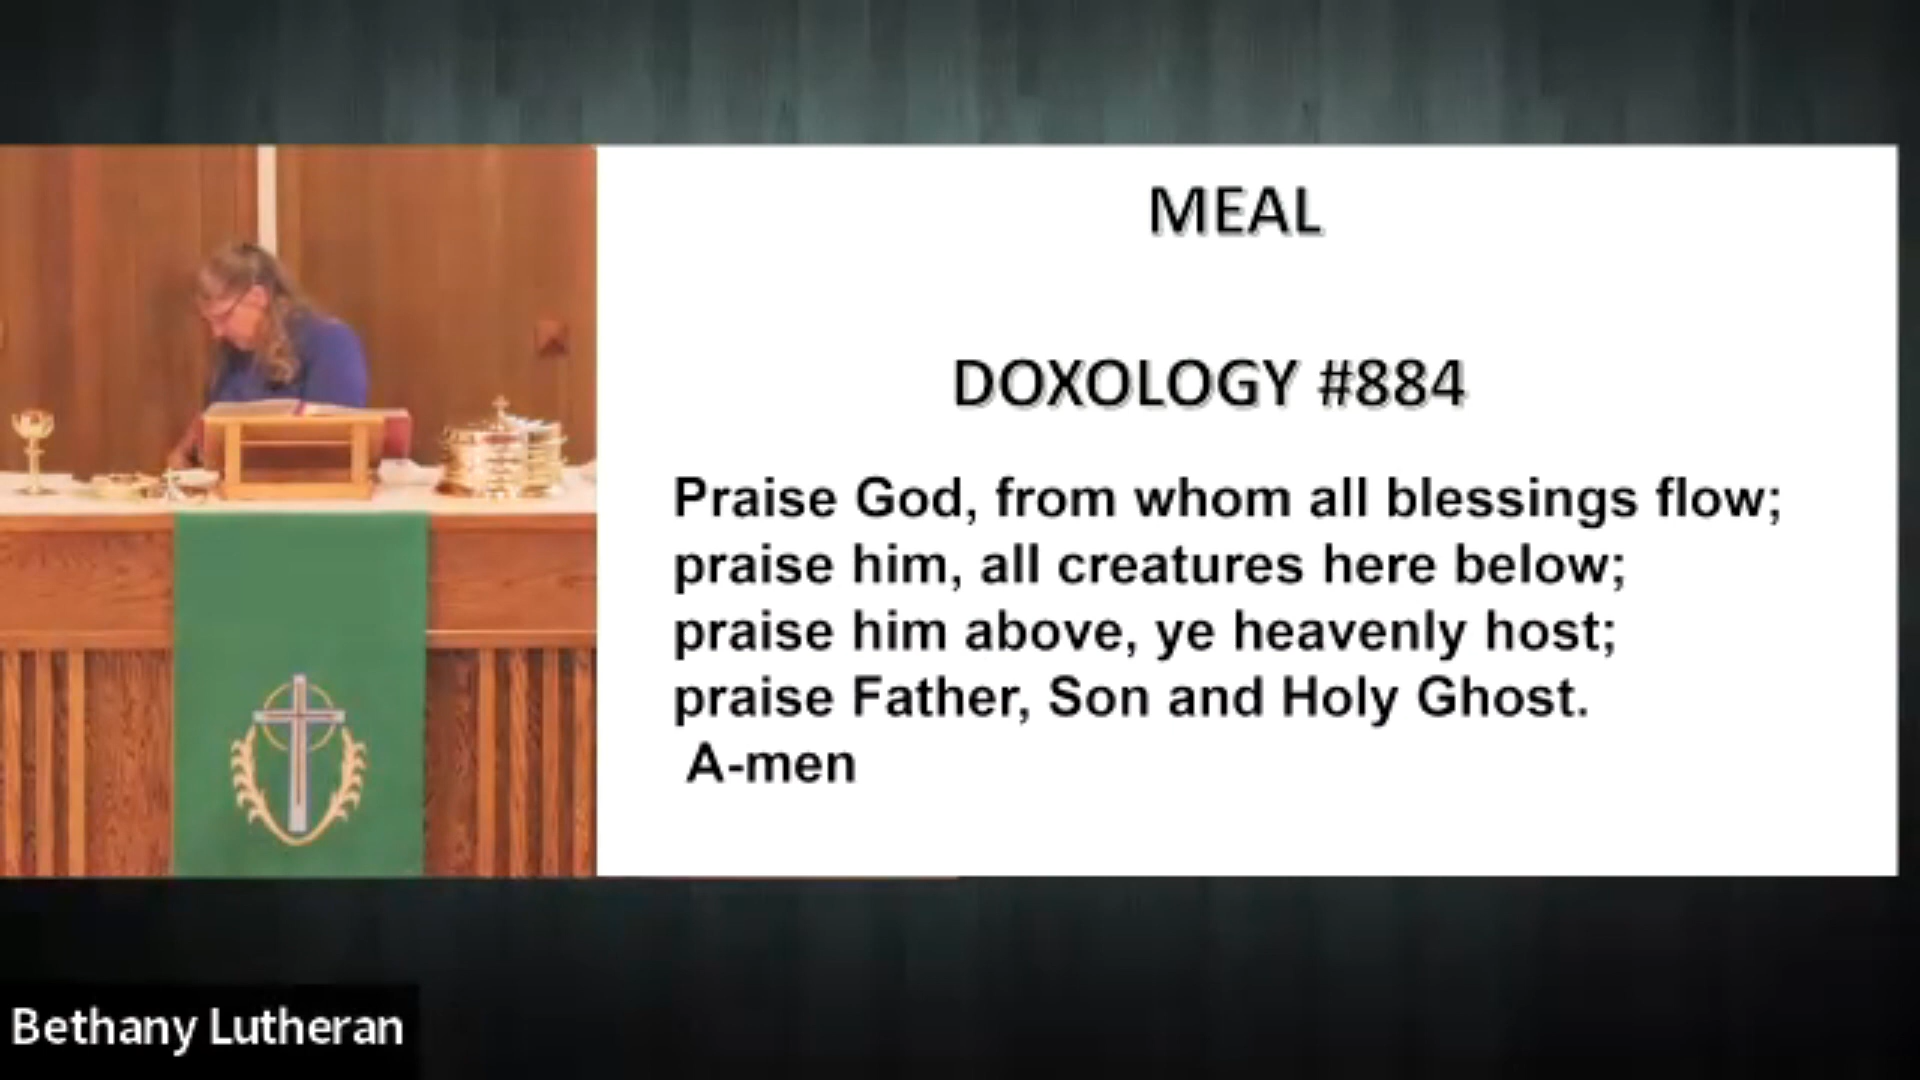 MEAL
DOXOLOGY #884
Praise God, from whom all blessings flow;
praise him, all creatures here below;
praise him above, ye heavenly host;
praise Father, Son and Holy Ghost.
A-men
Bethany Lutheran